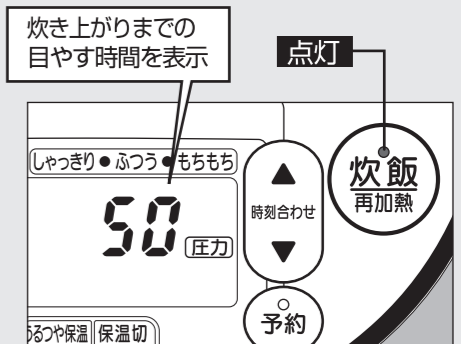 炊き上がりまでの
目やす時間を表示
点灯
しゃっきり●ふつう●もちもち
炊飯
再加熱
時刻合わせ
50 圧力
予約
うるつや保温 保温切